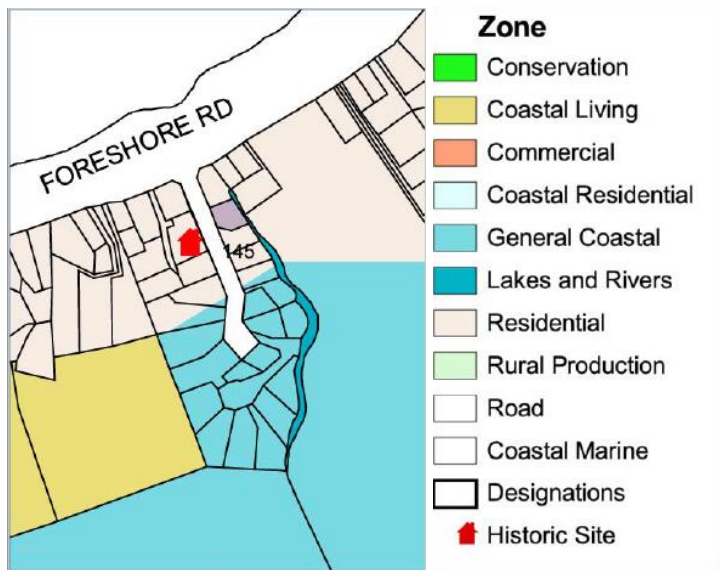 FORESHORE RD
145
Zone
Conservation
Coastal Living
Commercial
Coastal Residential
General Coastal
Lakes and Rivers
Residential
Rural Production
Road
Coastal Marine
Designations
Historic Site